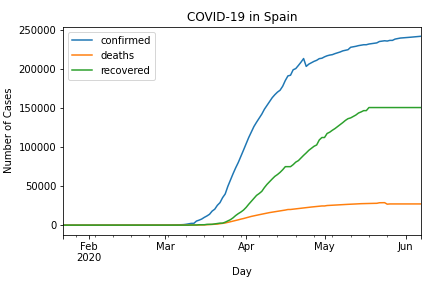 COVID-19 in Spain
250000
200000
150000
100000
50000
0
Number of Cases
confirmed
deaths
recovered
Feb
2020
Mar
Apr
May
Jun
Day